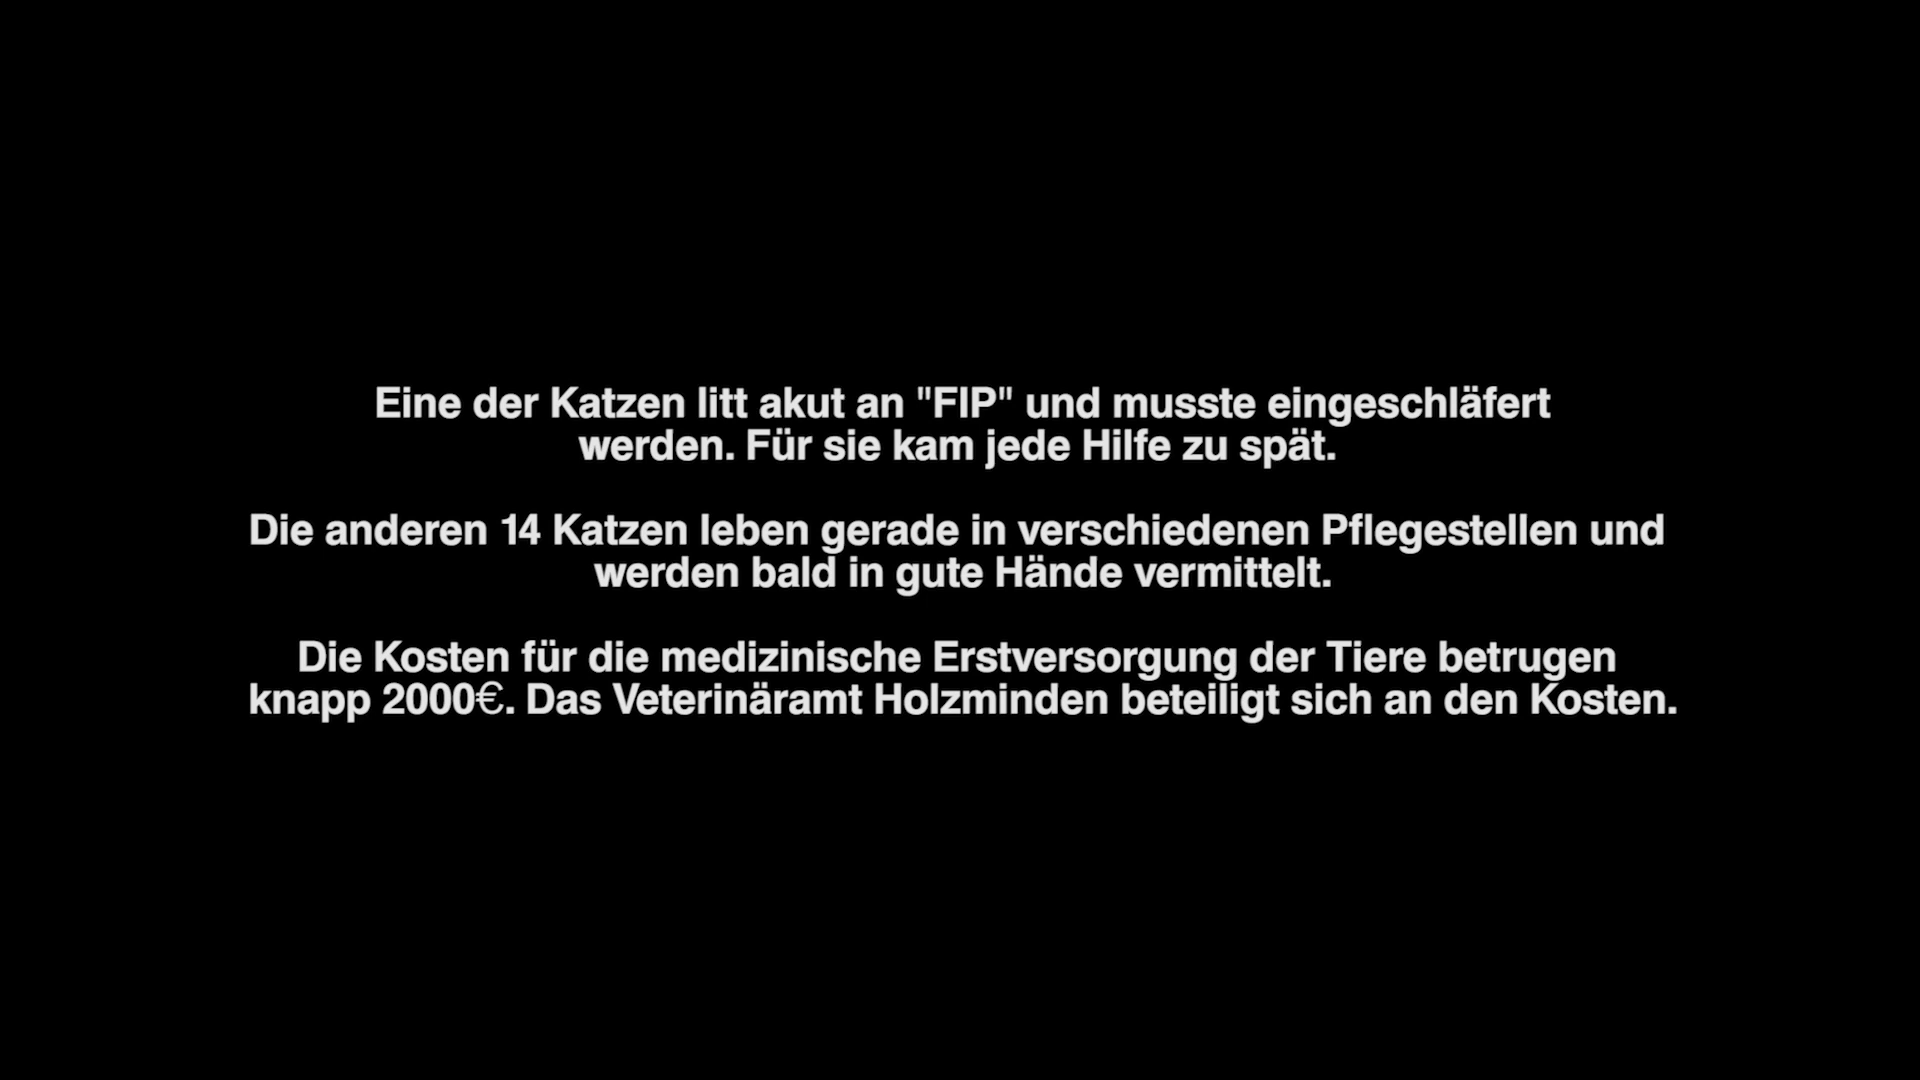 Eine der Katzen litt akut an "FIP" und musste eingeschläfert
werden. Für sie kam jede Hilfe zu spät.
Die anderen 14 Katzen leben gerade in verschiedenen Pflegestellen und
werden bald in gute Hände vermittelt.
Die Kosten für die medizinische Erstversorgung der Tiere betrugen
knapp 2000€. Das Veterinäramt Holzminden beteiligt sich an den Kosten.